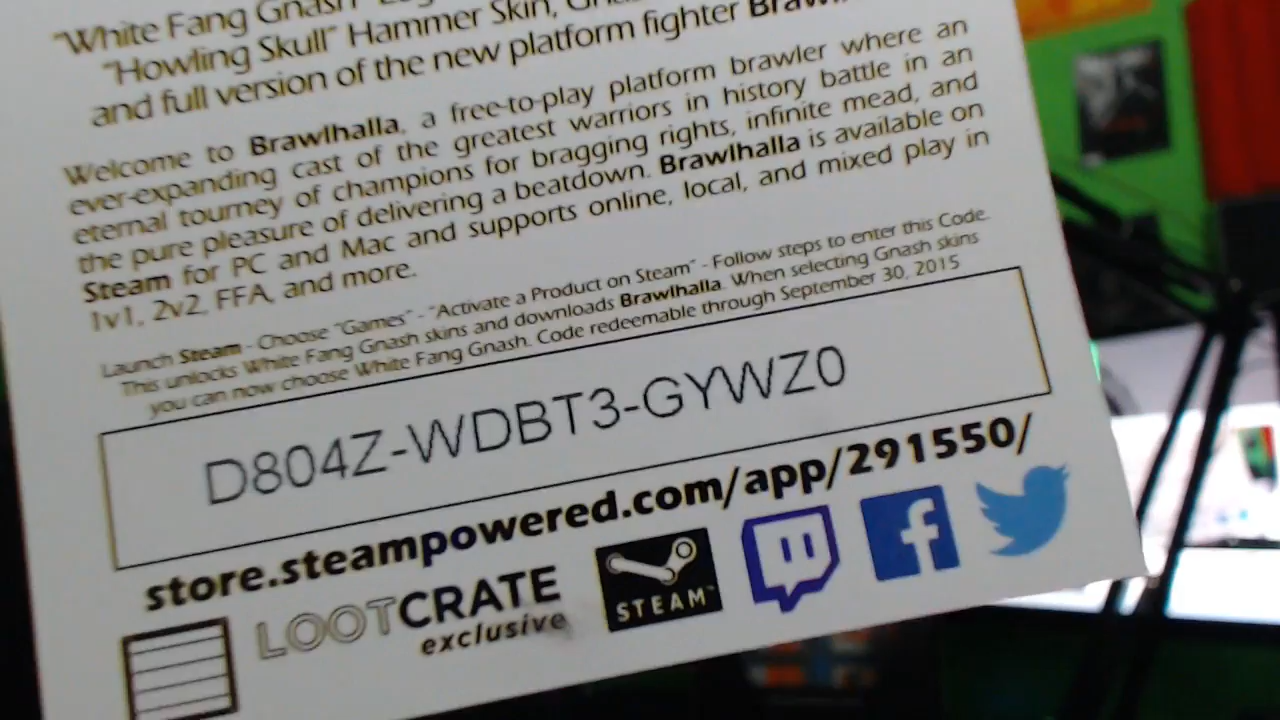 "White Fang Gnash"
"Howling Skull" Hammer Skin,
and full version of the new platform fighter
Welcome to Brawlhalla, a free-to-play platform brawler where an
ever-expanding cast of the greatest warriors in history battle in an
eternal tourney of champions for bragging rights, infinite mead, and
the pure pleasure of delivering a beatdown. Brawlhalla is available on
Steam for PC and Mac and supports online, local, and mixed play in
1v1, 2v2, FFA, and more.
Launch Steam - Choose "Games" - "Activate a Product on Steam" - Follow steps to enter this Code.
This unlocks White Fang Gnash skins and downloads Brawlhalla. When selecting Gnash skins
you can now choose White Fang Gnash. Code redeemable through September 30, 2015
D804Z-WDBT3-GYWZ0
store.steampowered.com/app/291550/
LOOTCRATE
exclusive
STEAM™